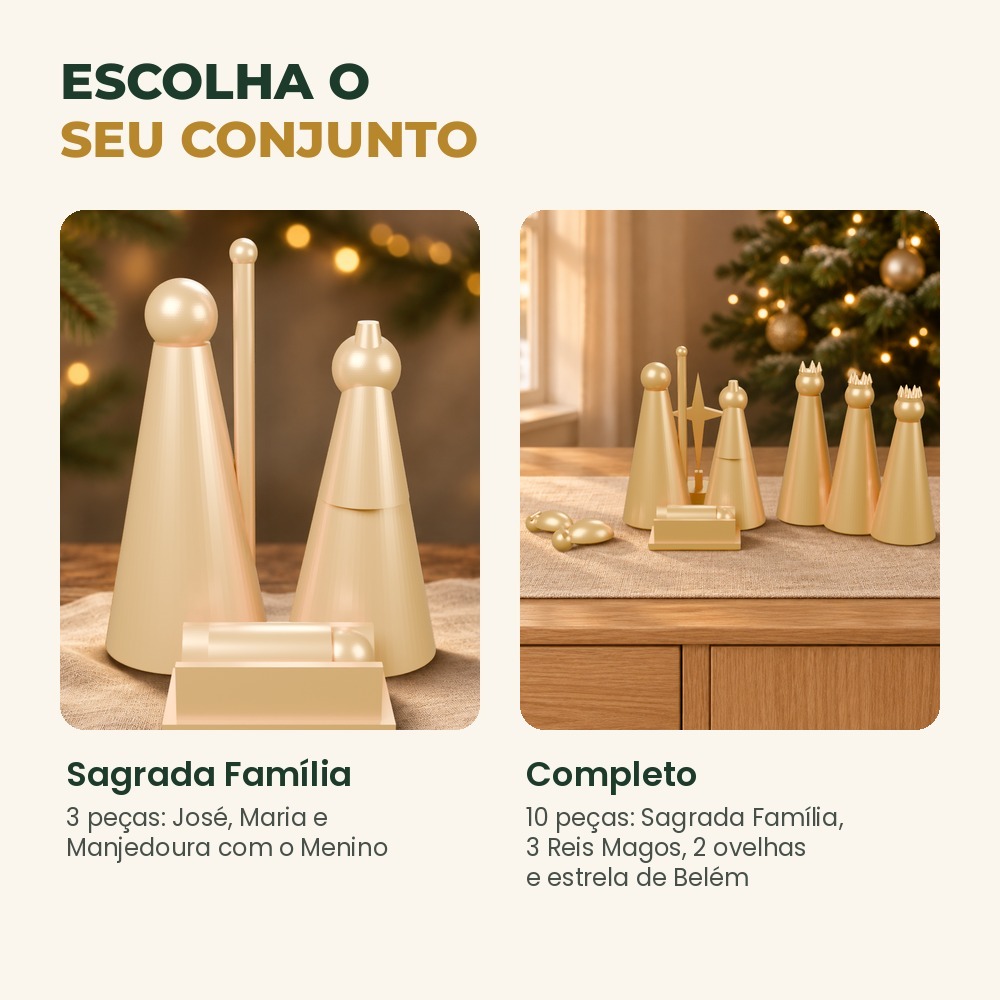 ESCOLHA O
SEU CONJUNTO
Sagrada Família
3 peças: José, Maria e
Manjedoura com o Menino
Completo
10 peças: Sagrada Família,
3 Reis Magos, 2 ovelhas
e estrela de Belém